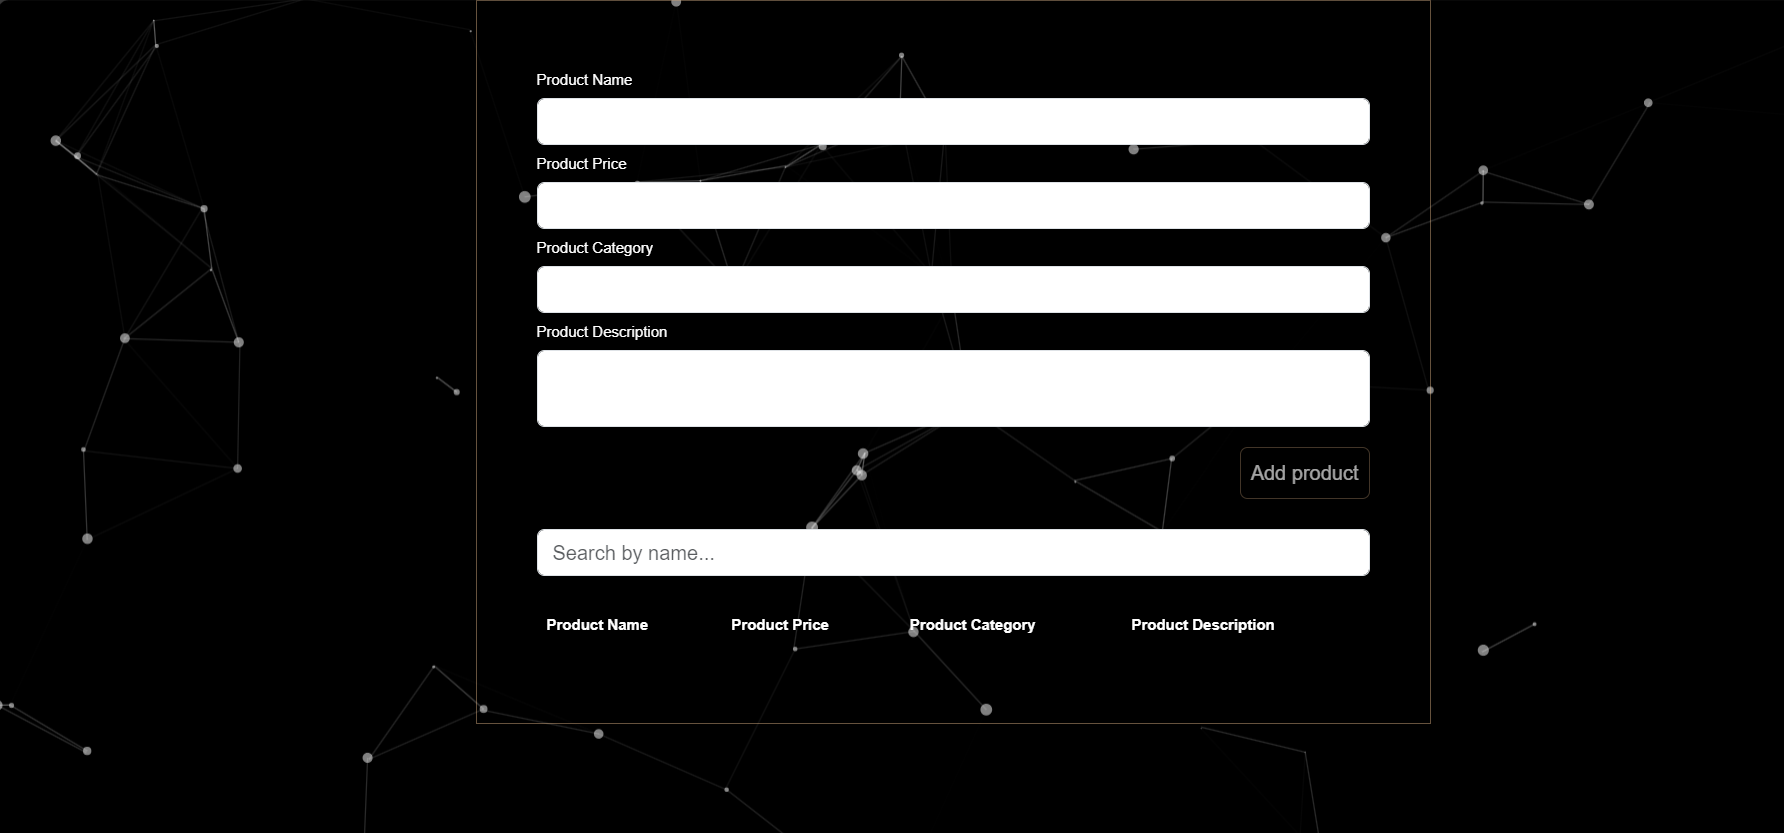 Product Name
Product Price
Product Category
Product Description
Add product
Search by name...
Product Name Product Price Product Category Product Description